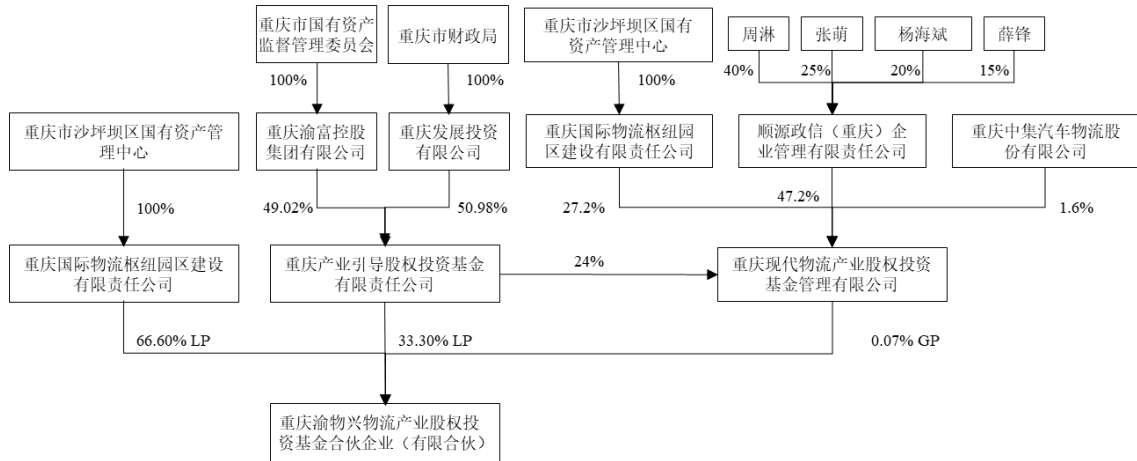 重庆市国有资产
监督管理委员会
重庆市财政局
重庆市沙坪坝区国有
资产管理中心
周淋
张萌
杨海斌
薛锋
100%
100%
100%
40%
25%
20%
15%
重庆市沙坪坝区国有资产管
理中心
重庆渝富控股
集团有限公司
重庆发展投资
有限公司
重庆国际物流枢纽园
区建设有限责任公司
顺源政信（重庆）企
业管理有限责任公司
重庆中集汽车物流股
份有限公司
100%
49.02%
50.98%
27.2%
47.2%
1.6%
重庆国际物流枢纽园区建设
有限责任公司
重庆产业引导股权投资基金
有限责任公司
24%
重庆现代物流产业股权投资
基金管理有限公司
66.60% LP
33.30% LP
0.07% GP
重庆渝物兴物流产业股权投
资基金合伙企业（有限合伙）